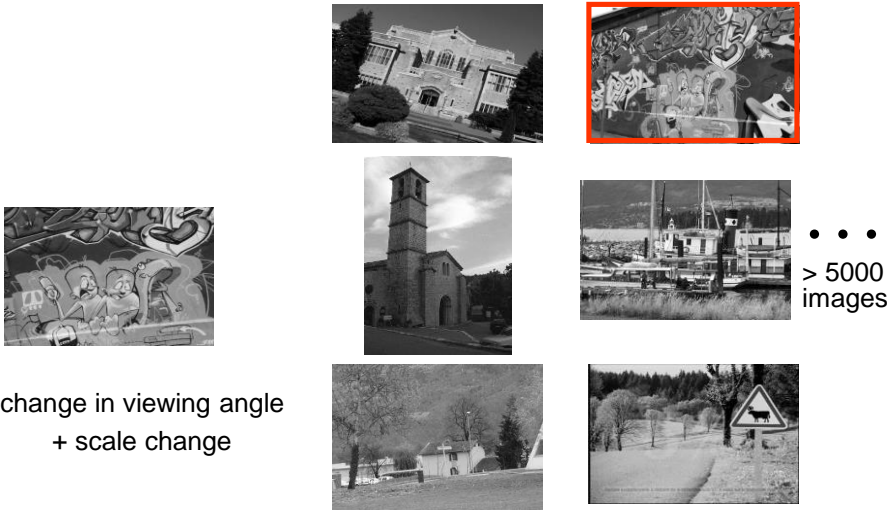 • • •
> 5000
images
change in viewing angle
+ scale change